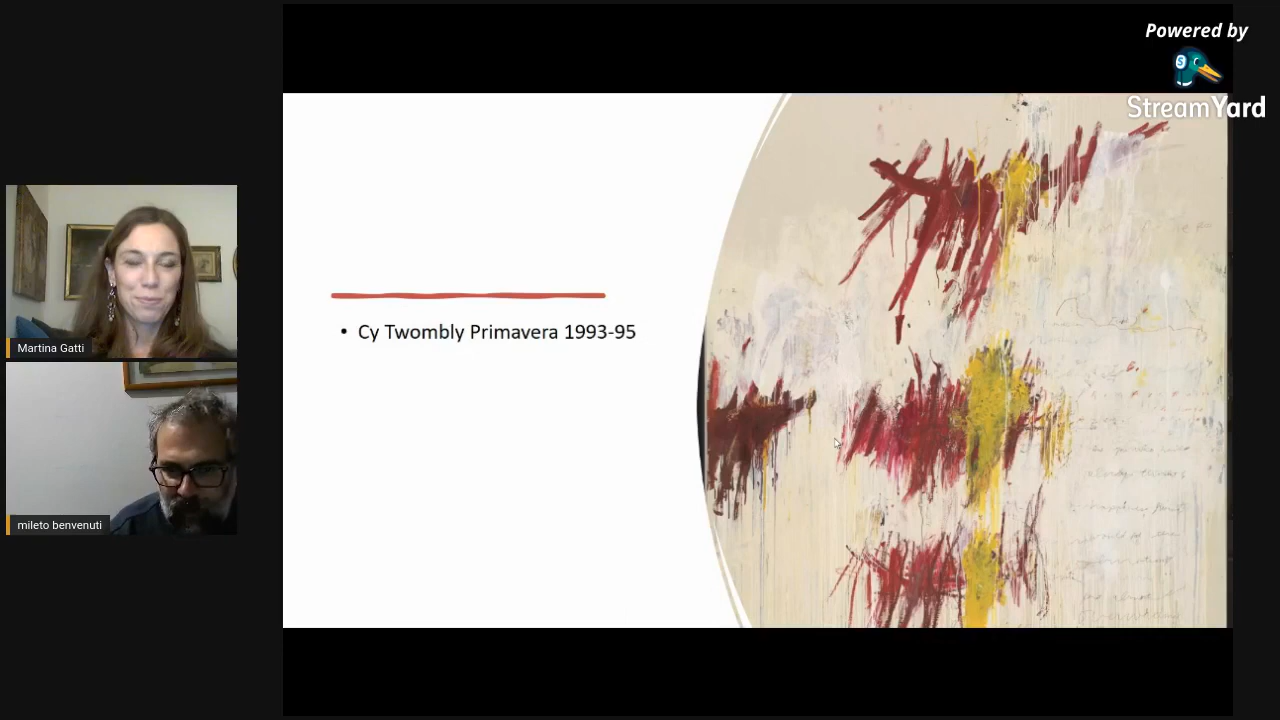 Powered by
StreamYard
Martina Gatti
mileto benvenuti
• Cy Twombly Primavera 1993-95